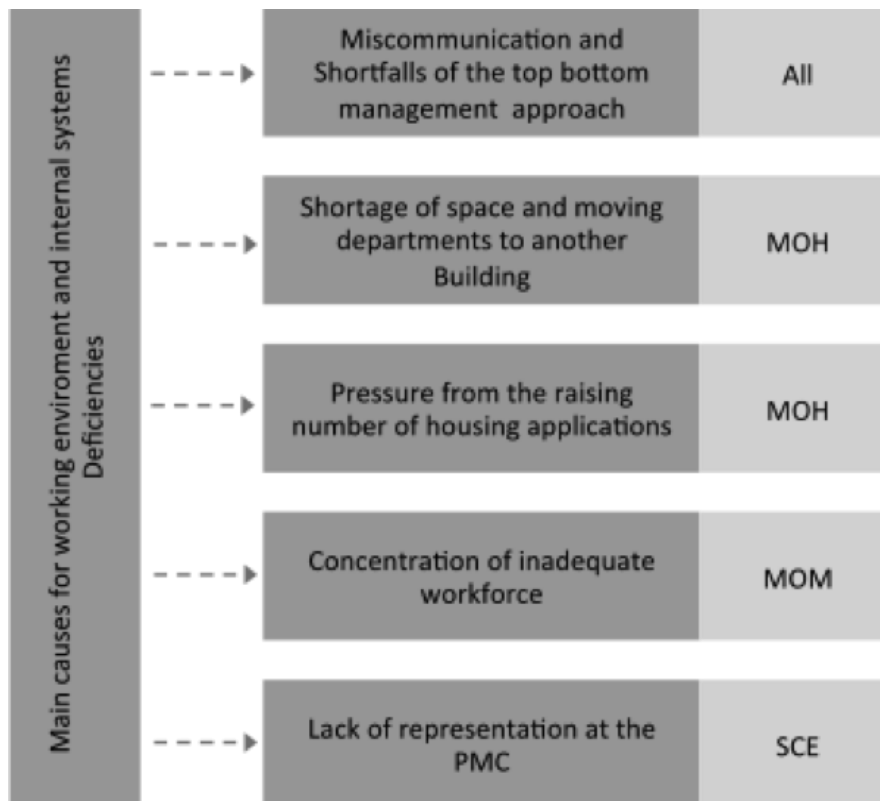 Main causes for working enviroment and internal systems
Deficiencies
Miscommunication and
Shortfalls of the top bottom
management approach
All
Shortage of space and moving
departments to another
Building
MOH
Pressure from the raising
number of housing applications
MOH
Concentration of inadequate
workforce
MOM
Lack of representation at the
PMC
SCE